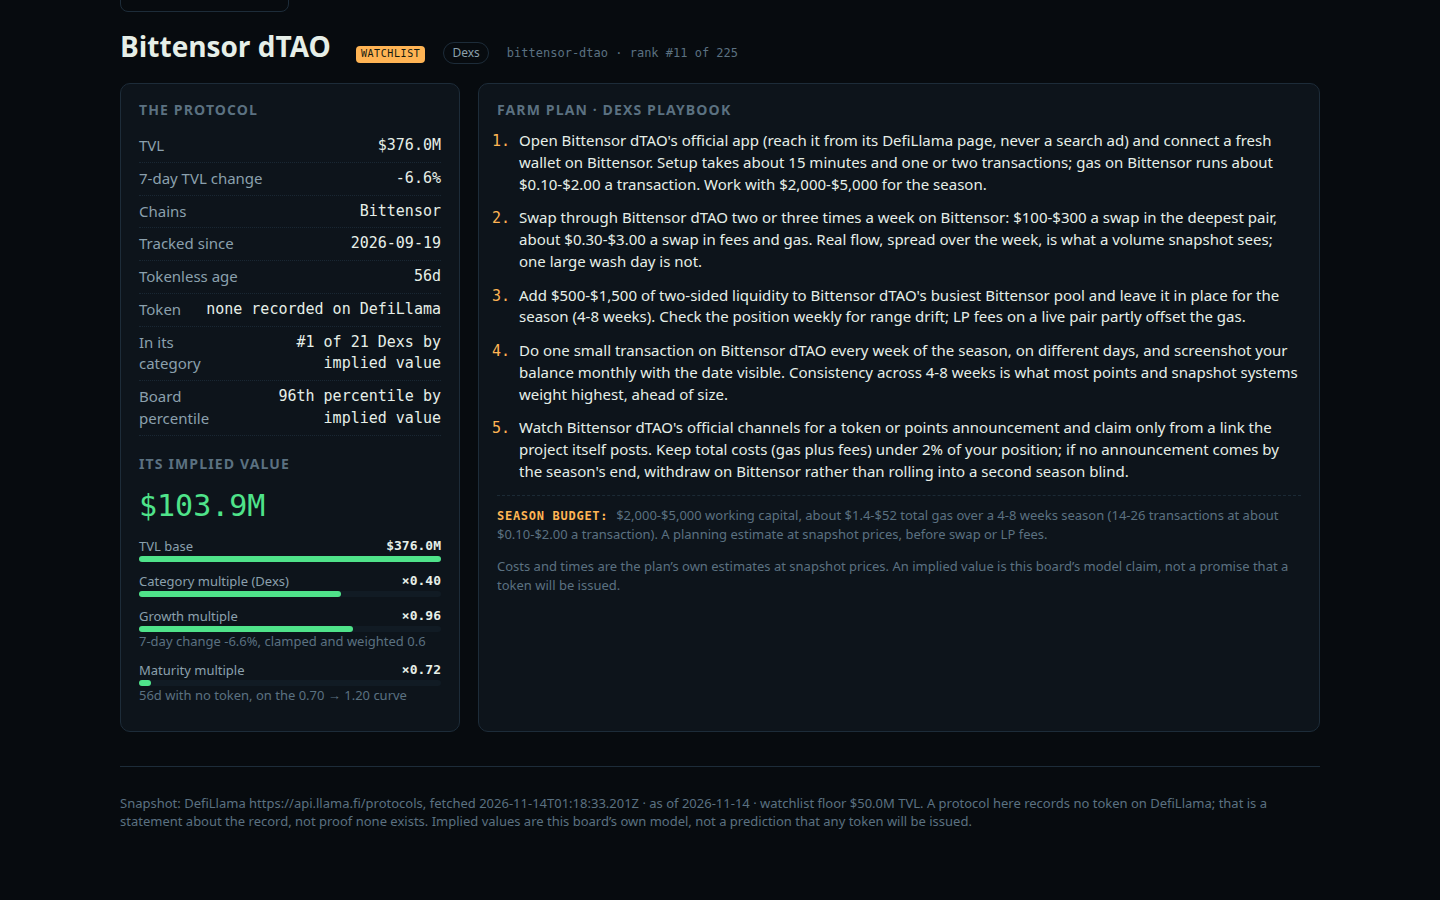 Bittensor dTAO
WATCHLIST
Dexs
bittensor-dtao · rank #11 of 225
THE PROTOCOL
TVL $376.0M
7-day TVL change -6.6%
Chains Bittensor
Tracked since 2026-09-19
Tokenless age 56d
Token none recorded on DefiLlama
In its category #1 of 21 Dexs by implied value
Board percentile 96th percentile by implied value
ITS IMPLIED VALUE
$103.9M
TVL base $376.0M
Category multiple (Dexs) ×0.40
Growth multiple ×0.96
7-day change -6.6%, clamped and weighted 0.6
Maturity multiple ×0.72
56d with no token, on the 0.70 → 1.20 curve
FARM PLAN · DEXS PLAYBOOK
1. Open Bittensor dTAO's official app (reach it from its DefiLlama page, never a search ad) and connect a fresh
wallet on Bittensor. Setup takes about 15 minutes and one or two transactions; gas on Bittensor runs about
$0.10-$2.00 a transaction. Work with $2,000-$5,000 for the season.
2. Swap through Bittensor dTAO two or three times a week on Bittensor: $100-$300 a swap in the deepest pair,
about $0.30-$3.00 a swap in fees and gas. Real flow, spread over the week, is what a volume snapshot sees;
one large wash day is not.
3. Add $500-$1,500 of two-sided liquidity to Bittensor dTAO's busiest Bittensor pool and leave it in place for the
season (4-8 weeks). Check the position weekly for range drift; LP fees on a live pair partly offset the gas.
4. Do one small transaction on Bittensor dTAO every week of the season, on different days, and screenshot your
balance monthly with the date visible. Consistency across 4-8 weeks is what most points and snapshot systems
weight highest, ahead of size.
5. Watch Bittensor dTAO's official channels for a token or points announcement and claim only from a link the
project itself posts. Keep total costs (gas plus fees) under 2% of your position; if no announcement comes by
the season's end, withdraw on Bittensor rather than rolling into a second season blind.
SEASON BUDGET: $2,000-$5,000 working capital, about $1.4-$52 total gas over a 4-8 weeks season (14-26 transactions at about
$0.10-$2.00 a transaction). A planning estimate at snapshot prices, before swap or LP fees.
Costs and times are the plan's own estimates at snapshot prices. An implied value is this board's model claim, not a promise that a
token will be issued.
Snapshot: DefiLlama https://api.llama.fi/protocols, fetched 2026-11-14T01:18:33.201Z · as of 2026-11-14 · watchlist floor $50.0M TVL. A protocol here records no token on DefiLlama; that is a
statement about the record, not proof none exists. Implied values are this board's own model, not a prediction that any token will be issued.